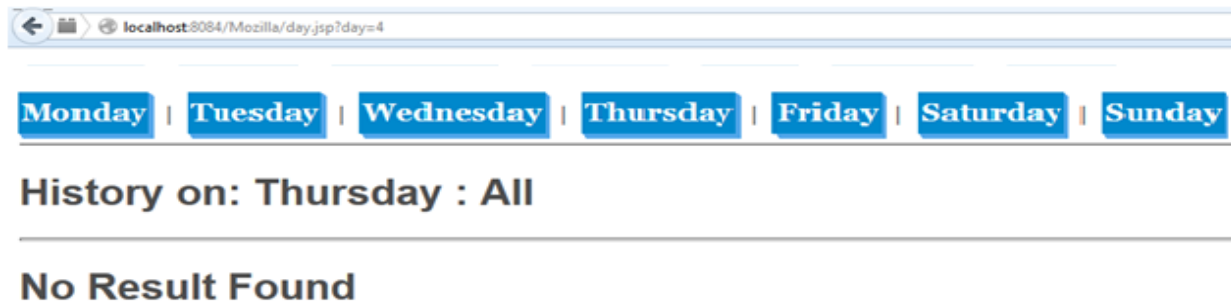 localhost:8084/Mozilla/day.jsp?day=4
Monday | Tuesday | Wednesday | Thursday | Friday | Saturday | Sunday
History on: Thursday : All
No Result Found